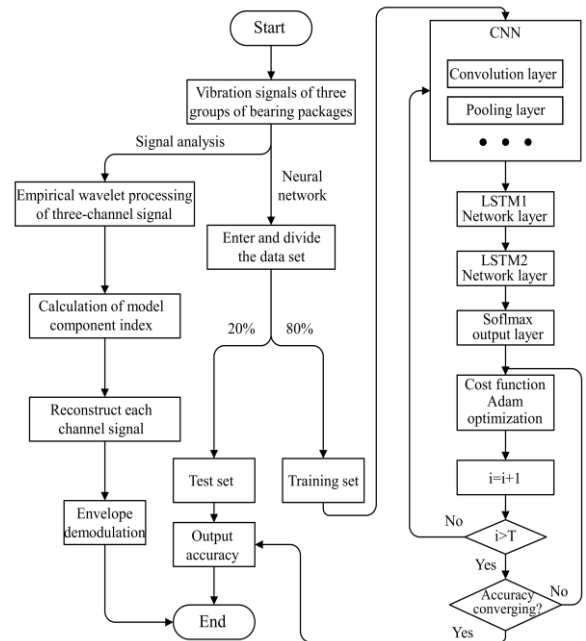 Start
Vibration signals of three
groups of bearing packages
Signal analysis
Neural
network
Empirical wavelet processing
of three-channel signal
Enter and divide
the data set
Calculation of model
component index
20%
80%
Reconstruct each
channel signal
Test set
Training set
Envelope
demodulation
Output
accuracy
End
CNN
Convolution layer
Pooling layer
• • •
LSTM1
Network layer
LSTM2
Network layer
Soflmax
output layer
Cost function
Adam
optimization
i=i+1
No
i>T
Yes
Accuracy
converging?
No
Yes